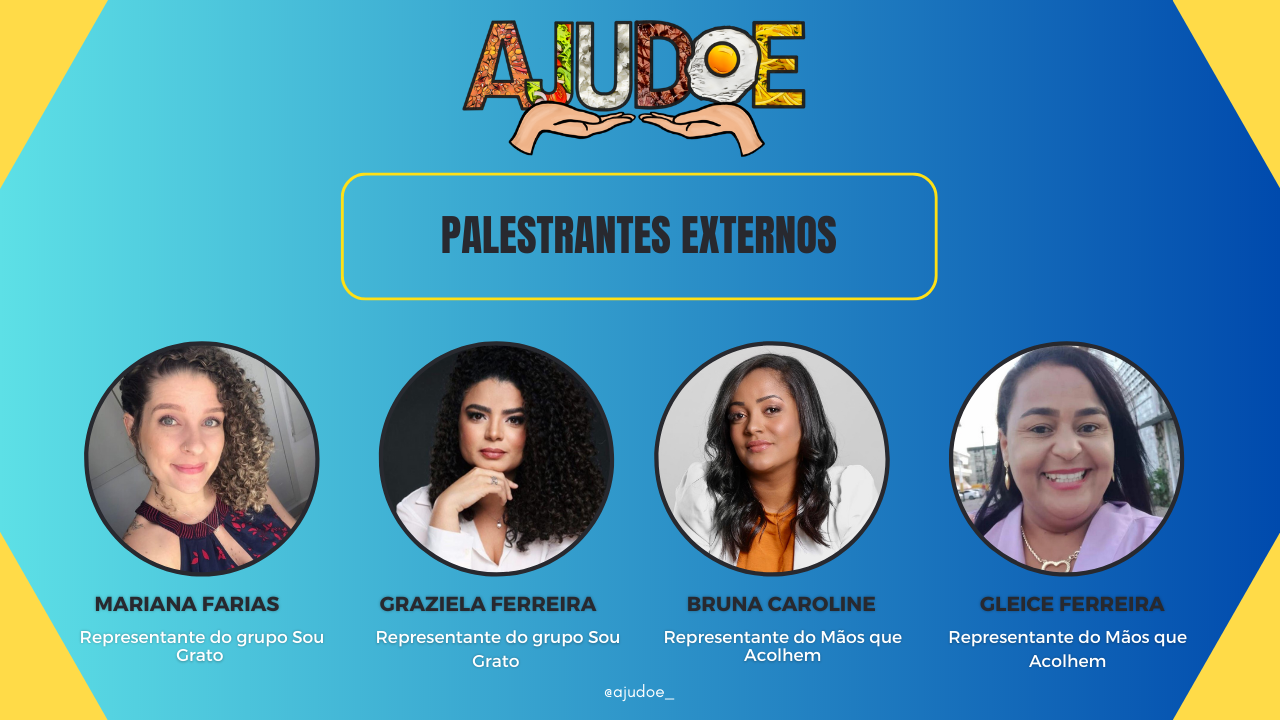 AJUDOE
PALESTRANTES EXTERNOS
MARIANA FARIAS
Representante do grupo Sou
Grato
GRAZIELA FERREIRA
Representante do grupo Sou
Grato
BRUNA CAROLINE
Representante do Mãos que
Acolhem
GLEICE FERREIRA
Representante do Mãos que
Acolhem
@ajudoe_